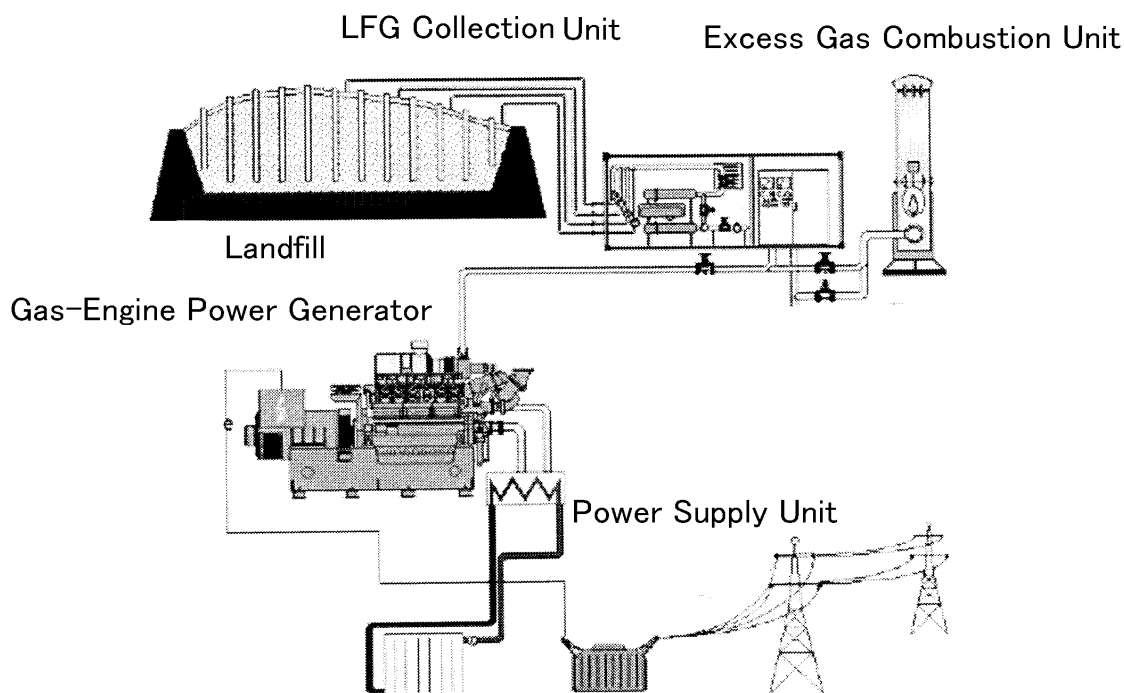 LFG Collection Unit
Excess Gas Combustion Unit
Landfill
Gas-Engine Power Generator
e
Power Supply Unit